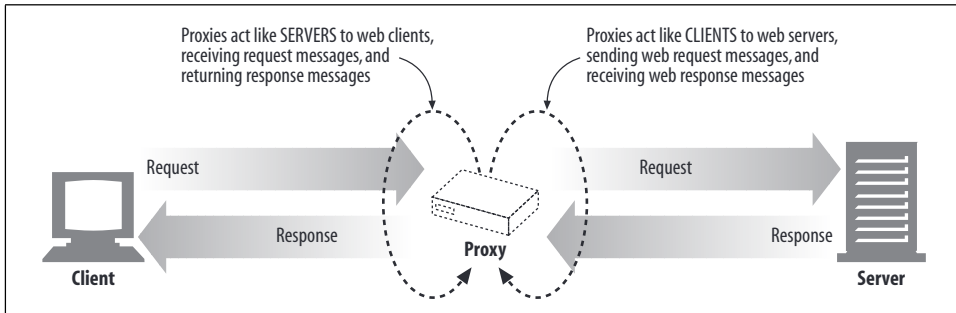 Proxies act like SERVERS to web clients,
receiving request messages, and
returning response messages
Proxies act like CLIENTS to web servers,
sending web request messages, and
receiving web response messages
Request
Request
Response
Response
Proxy
Client
Server